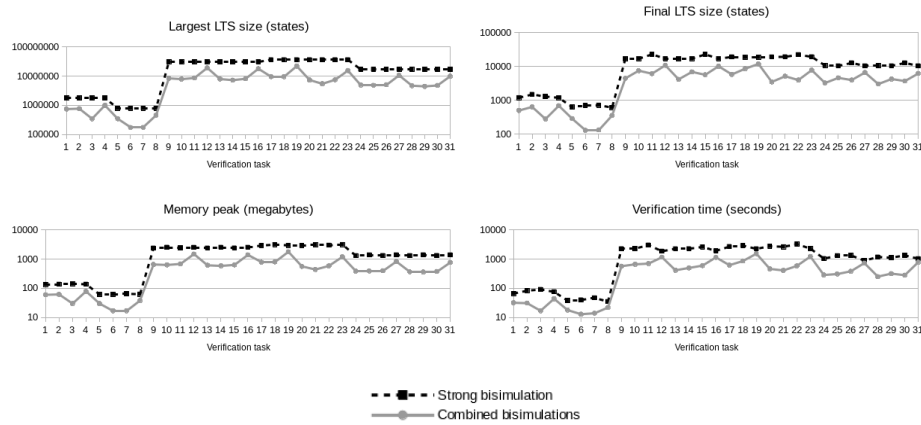 Largest LTS size (states)
100000000
10000000
1000000
100000
1 2 3 4 5 6 7 8 9 10 11 12 13 14 15 16 17 18 19 20 21 22 23 24 25 26 27 28 29 30 31
Verification task
Final LTS size (states)
100000
10000
1000
100
1 2 3 4 5 6 7 8 9 10 11 12 13 14 15 16 17 18 19 20 21 22 23 24 25 26 27 28 29 30 31
Verification task
Memory peak (megabytes)
10000
1000
100
10
1 2 3 4 5 6 7 8 9 10 11 12 13 14 15 16 17 18 19 20 21 22 23 24 25 26 27 28 29 30 31
Verification task
Verification time (seconds)
10000
1000
100
10
1 2 3 4 5 6 7 8 9 10 11 12 13 14 15 16 17 18 19 20 21 22 23 24 25 26 27 28 29 30 31
Verification task
Strong bisimulation
Combined bisimulations